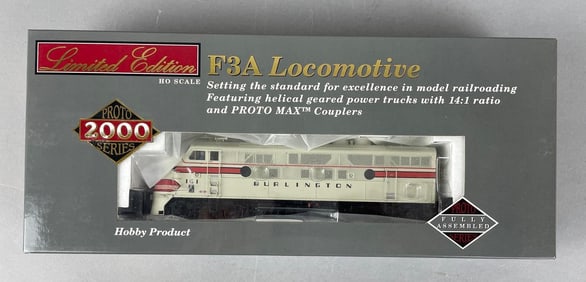 Limited Edition
HO SCALE
F3A Locomotive
Setting the standard for excellence in model railroading
Featuring helical geared power trucks with 14:1 ratio
and PROTO MAX™ Couplers
PROTO
2000
SERIES
161
BURLINGTON
Hobby Product
FULLY
ASSEMBLED